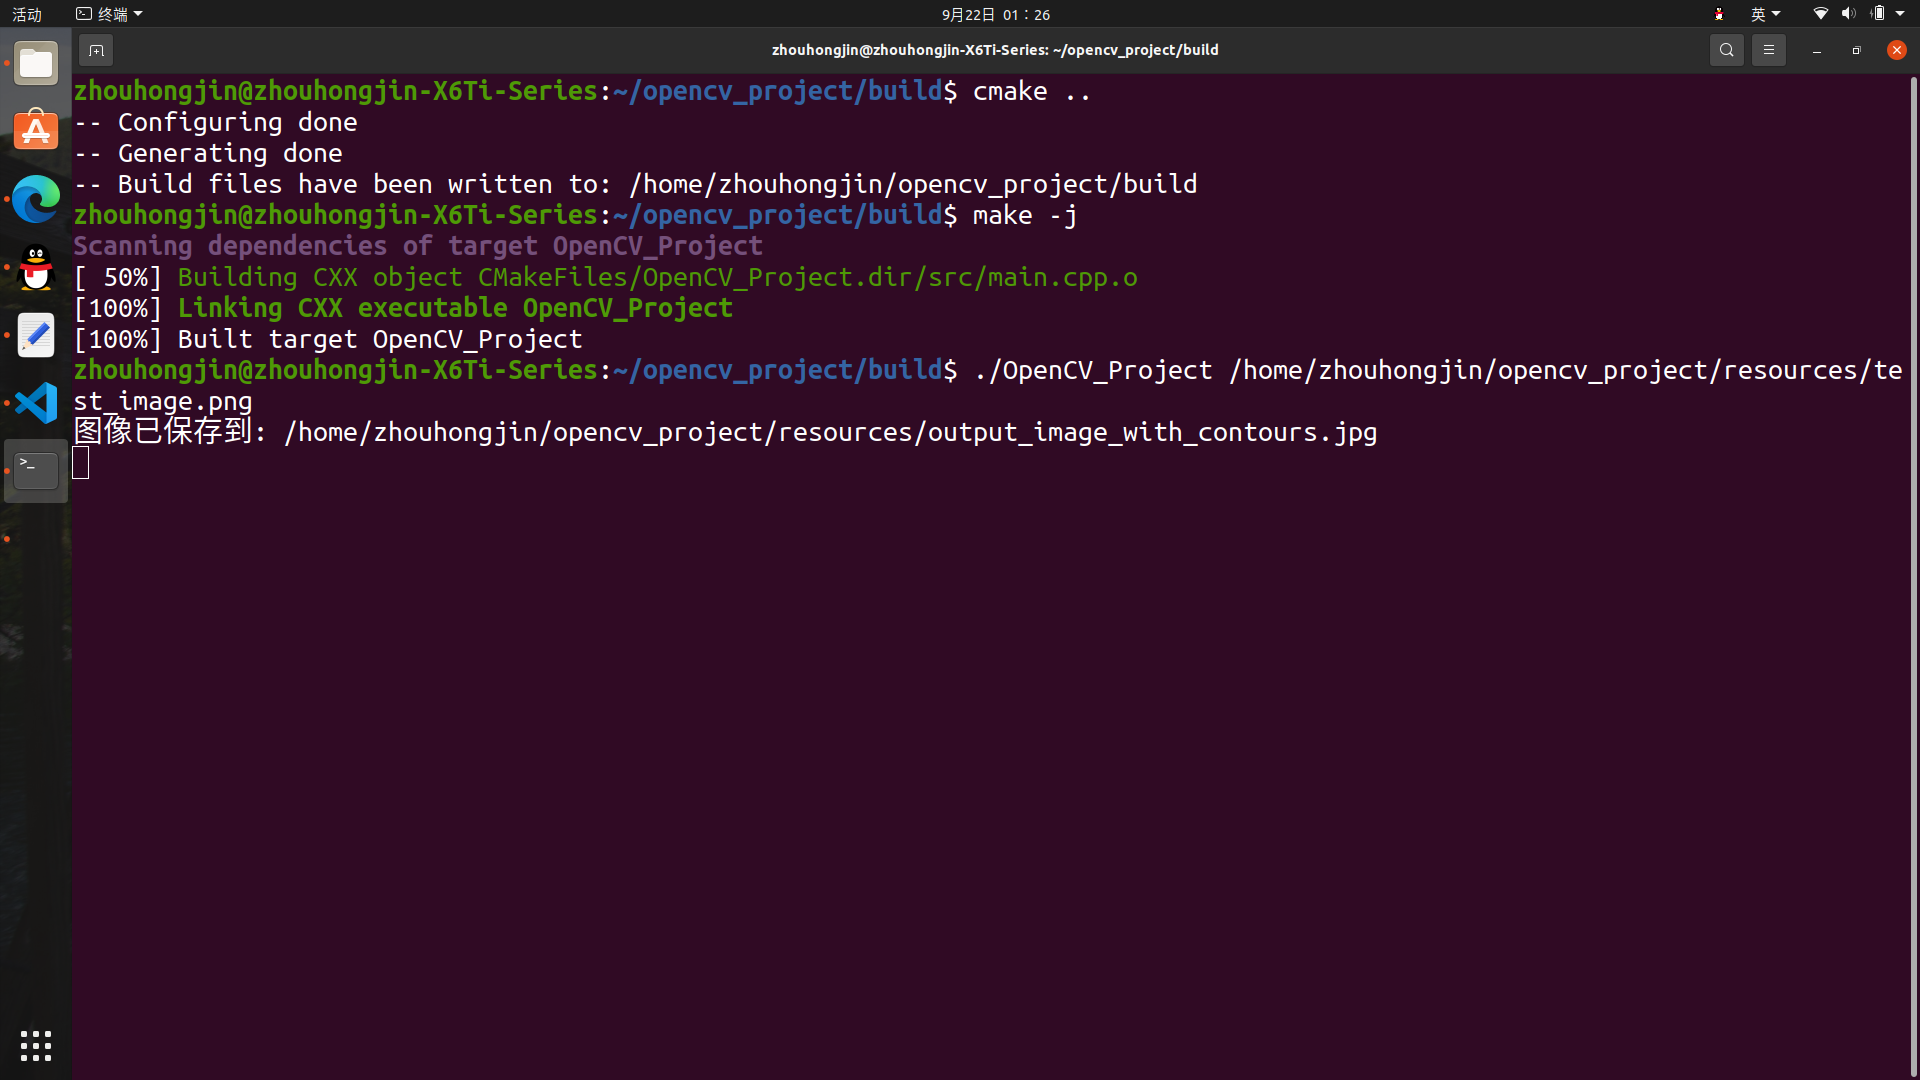 活动 终端 9月22日 01：26 英
zhouhongjin@zhouhongjin-X6Ti-Series: ~/opencv_project/build
zhouhongjin@zhouhongjin-X6Ti-Series:~/opencv_project/build$ cmake ..
-- Configuring done
-- Generating done
-- Build files have been written to: /home/zhouhongjin/opencv_project/build
zhouhongjin@zhouhongjin-X6Ti-Series:~/opencv_project/build$ make -j
Scanning dependencies of target OpenCV_Project
[ 50%] Building CXX object CMakeFiles/OpenCV_Project.dir/src/main.cpp.o
[100%] Linking CXX executable OpenCV_Project
[100%] Built target OpenCV_Project
zhouhongjin@zhouhongjin-X6Ti-Series:~/opencv_project/build$ ./OpenCV_Project /home/zhouhongjin/opencv_project/resources/te
st_image.png
图像已保存到: /home/zhouhongjin/opencv_project/resources/output_image_with_contours.jpg